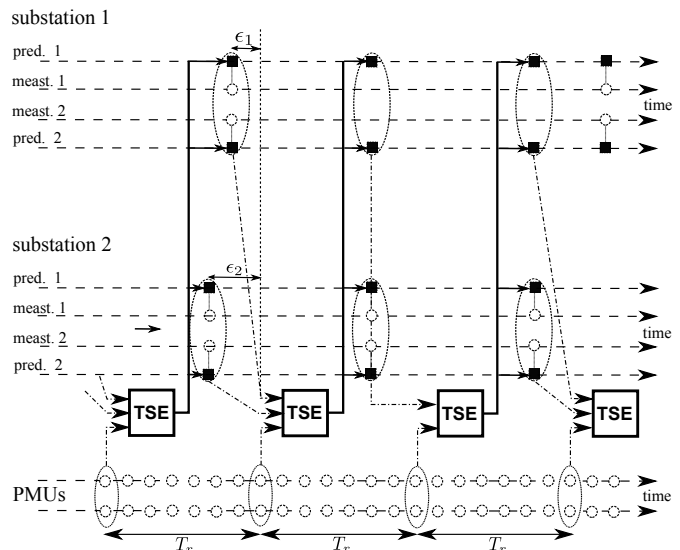 substation 1
ϵ1
pred. 1
meast. 1
meast. 2
time
pred. 2
substation 2
ϵ2
pred. 1
meast. 1
meast. 2
time
pred. 2
TSE TSE TSE TSE
PMUs
time
Tr Tr Tr